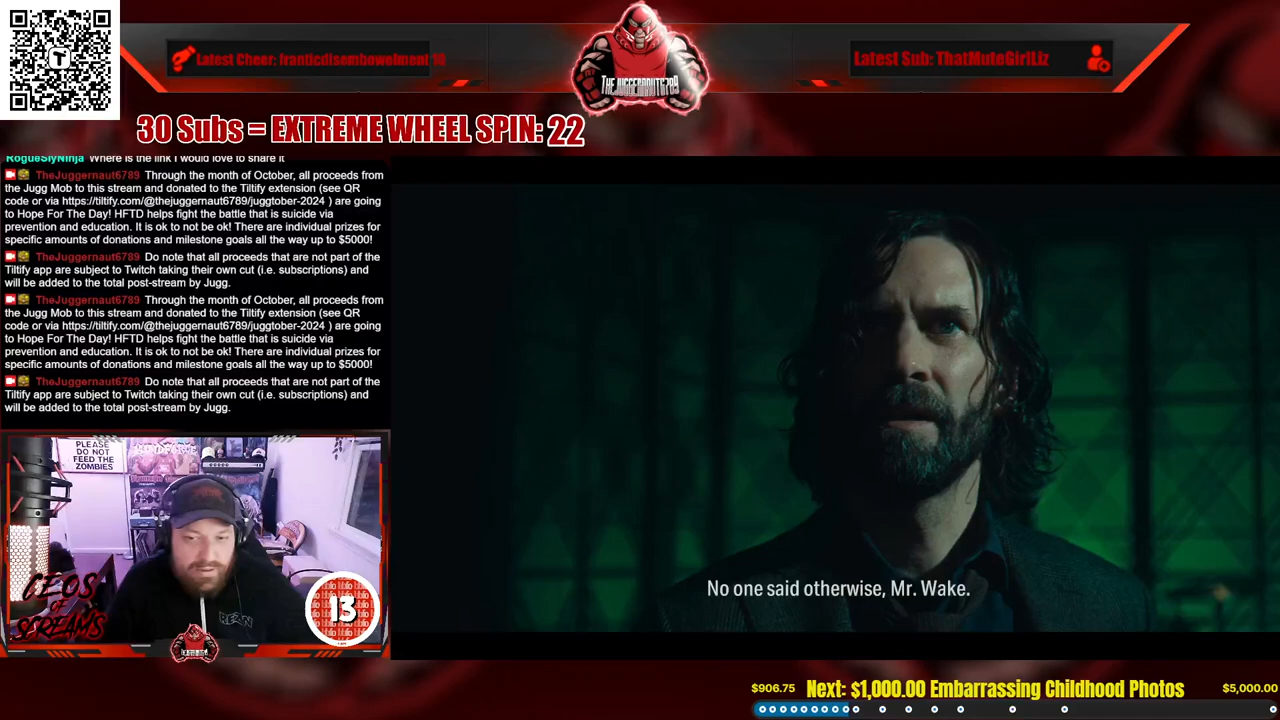 Latest Cheer: franticdisembowelment 10
THEJUGGERNAUT6789
Latest Sub: ThatMuteGirlLiz
30 Subs = EXTREME WHEEL SPIN: 22
RogueSlyNinja Where is the link I would love to share it
TheJuggernaut6789 Through the month of October, all proceeds from
the Jugg Mob to this stream and donated to the Tiltify extension (see QR
code or via https://tiltify.com/@thejuggernaut6789/juggtober-2024 ) are going
to Hope For The Day! HFTD helps fight the battle that is suicide via
prevention and education. It is ok to not be ok! There are individual prizes for
specific amounts of donations and milestone goals all the way up to $5000!
TheJuggernaut6789 Do note that all proceeds that are not part of the
Tiltify app are subject to Twitch taking their own cut (i.e. subscriptions) and
will be added to the total post-stream by Jugg.
TheJuggernaut6789 Through the month of October, all proceeds from
the Jugg Mob to this stream and donated to the Tiltify extension (see QR
code or via https://tiltify.com/@thejuggernaut6789/juggtober-2024 ) are going
to Hope For The Day! HFTD helps fight the battle that is suicide via
prevention and education. It is ok to not be ok! There are individual prizes for
specific amounts of donations and milestone goals all the way up to $5000!
TheJuggernaut6789 Do note that all proceeds that are not part of the
Tiltify app are subject to Twitch taking their own cut (i.e. subscriptions) and
will be added to the total post-stream by Jugg.
PLEASE
DO NOT
FEED THE
ZOMBIES
CEOS
OF
SCREAMS
13
No one said otherwise, Mr. Wake.
$906.75
Next: $1,000.00 Embarrassing Childhood Photos
$5,000.00